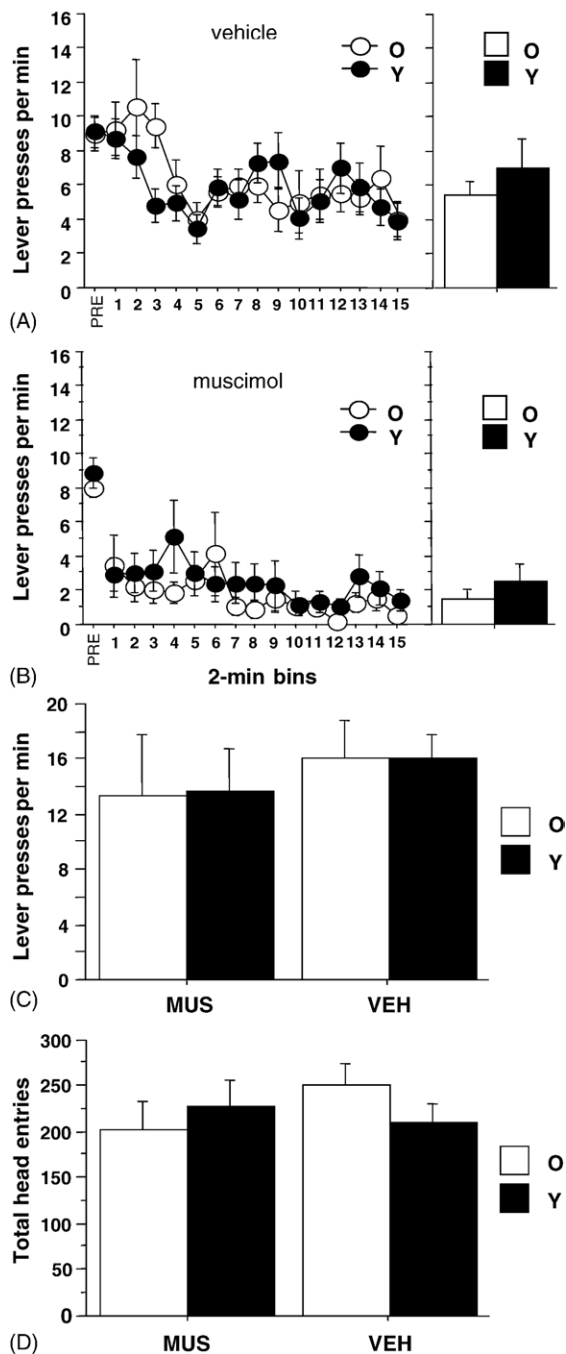 vehicle
O
Y
O
Y
Lever presses per min
16
14
12
10
8
6
4
2
0
PRE 1 2 3 4 5 6 7 8 9 10 11 12 13 14 15
(A)
muscimol
O
Y
O
Y
Lever presses per min
16
14
12
10
8
6
4
2
0
PRE 1 2 3 4 5 6 7 8 9 10 11 12 13 14 15
(B)
2-min bins
Lever presses per min
20
16
12
8
4
0
O
Y
MUS VEH
(C)
Total head entries
300
250
200
150
100
50
0
O
Y
MUS VEH
(D)